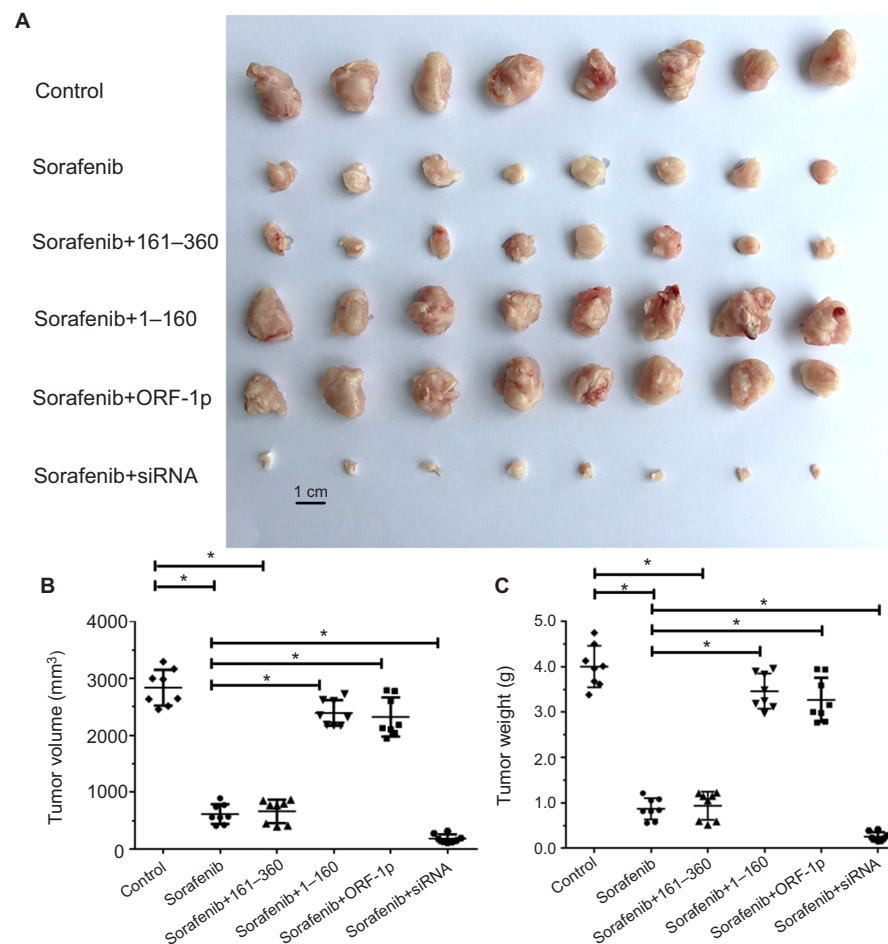 A
Control
Sorafenib
Sorafenib+161–360
Sorafenib+1–160
Sorafenib+ORF-1p
Sorafenib+siRNA
1 cm
B
*
*
*
*
*
Tumor volume (mm³)
4000
3000
2000
1000
0
Control
Sorafenib
Sorafenib+161–360
Sorafenib+1–160
Sorafenib+ORF-1p
Sorafenib+siRNA
C
*
*
*
*
*
Tumor weight (g)
5.0
4.0
3.0
2.0
1.0
0.0
Control
Sorafenib
Sorafenib+161–360
Sorafenib+1–160
Sorafenib+ORF-1p
Sorafenib+siRNA